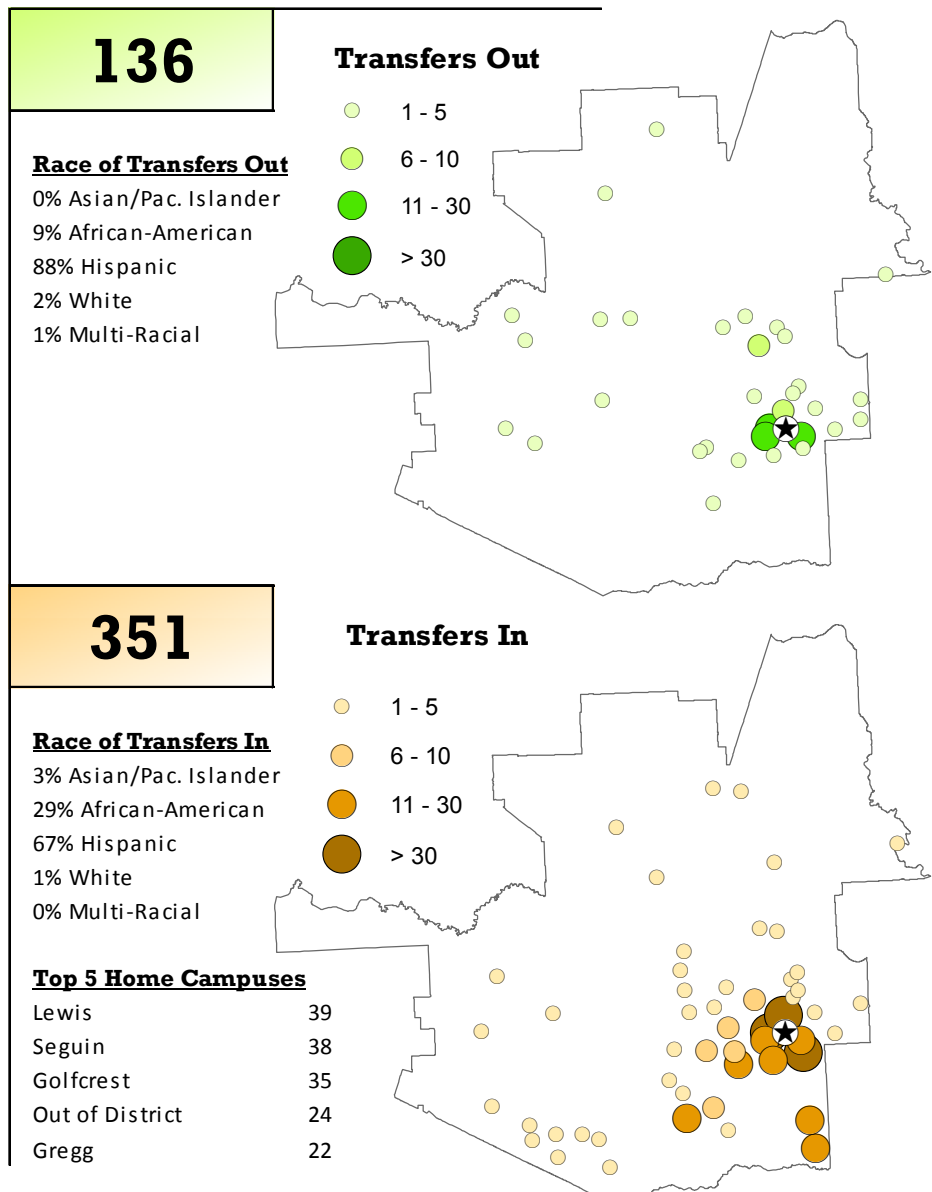 136
Transfers Out
1 - 5
6 - 10
11 - 30
> 30
Race of Transfers Out
0% Asian/Pac. Islander
9% African-American
88% Hispanic
2% White
1% Multi-Racial
351
Transfers In
1 - 5
6 - 10
11 - 30
> 30
Race of Transfers In
3% Asian/Pac. Islander
29% African-American
67% Hispanic
1% White
0% Multi-Racial
Top 5 Home Campuses
Lewis 39
Seguin 38
Golfcrest 35
Out of District 24
Gregg 22